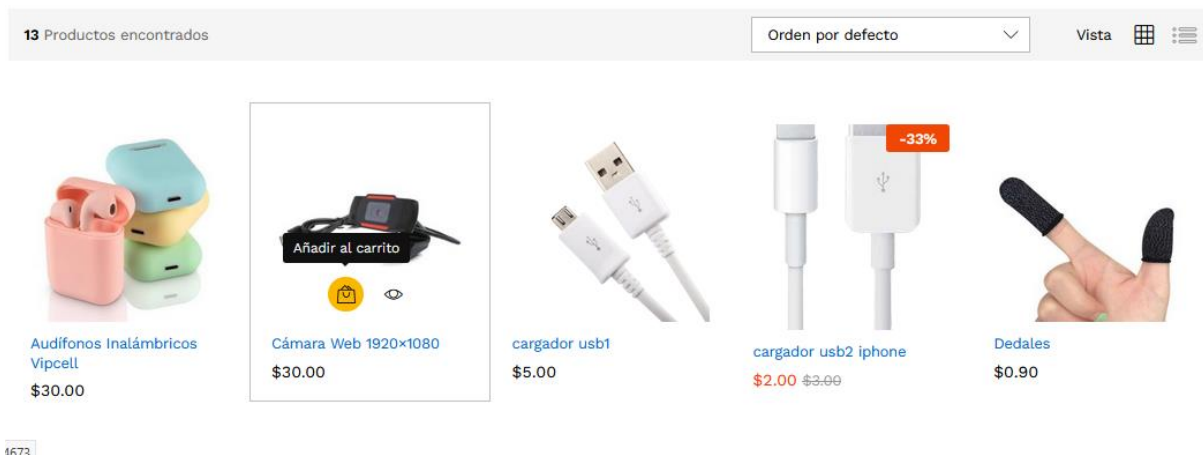 13 Productos encontrados
Orden por defecto
Vista
-33%
Añadir al carrito
Audífonos Inalámbricos
Vipcell
$30.00
Cámara Web 1920×1080
$30.00
cargador usb1
$5.00
cargador usb2 iphone
$2.00 $3.00
Dedales
$0.90